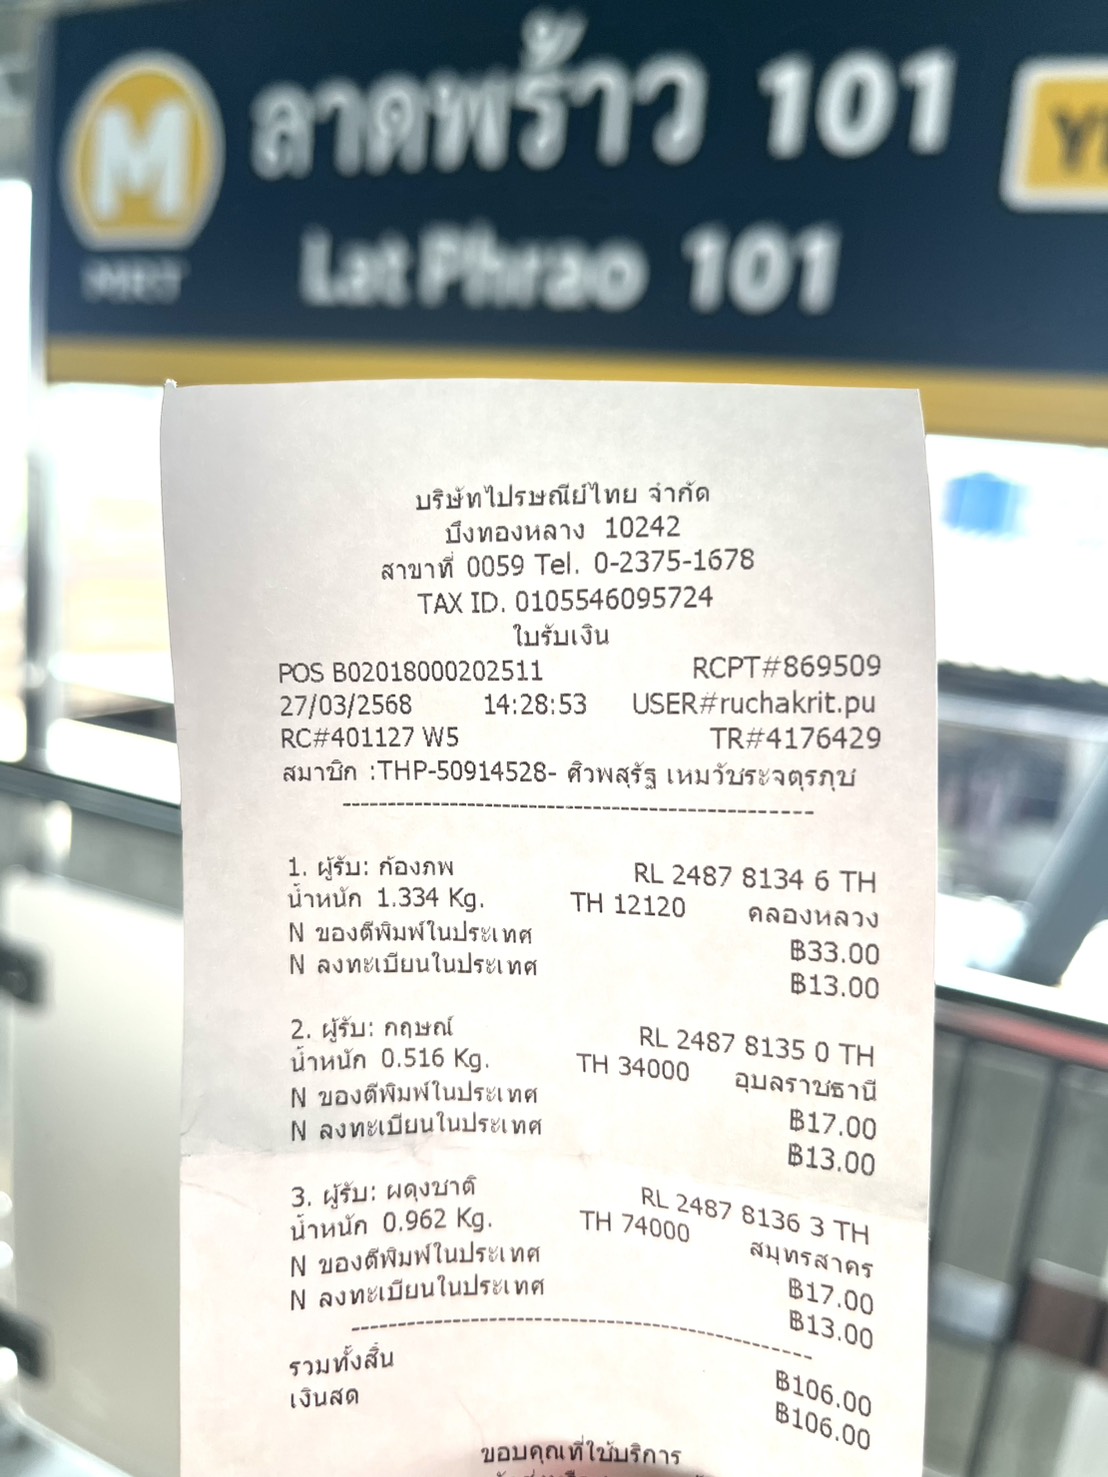 M
MRT
ลาดพร้าว 101
Lat Phrao 101
บริษัทไปรษณีย์ไทย จำกัด
บึงทองหลาง 10242
สาขาที่ 0059 Tel. 0-2375-1678
TAX ID. 0105546095724
ใบรับเงิน
POS B02018000202511 RCPT#869509
27/03/2568 14:28:53 USER#ruchakrit.pu
RC#401127 W5 TR#4176429
สมาชิก :THP-50914528- ศิวพสุรัฐ เหมวัชระจตุรภุช
1. ผู้รับ: ก้องภพ RL 2487 8134 6 TH
น้ำหนัก 1.334 Kg. TH 12120 คลองหลวง
N ของตีพิมพ์ในประเทศ ฿33.00
N ลงทะเบียนในประเทศ ฿13.00
2. ผู้รับ: กฤษณ์ RL 2487 8135 0 TH
น้ำหนัก 0.516 Kg. TH 34000 อุบลราชธานี
N ของตีพิมพ์ในประเทศ ฿17.00
N ลงทะเบียนในประเทศ ฿13.00
3. ผู้รับ: ผดุงชาติ RL 2487 8136 3 TH
น้ำหนัก 0.962 Kg. TH 74000 สมุทรสาคร
N ของตีพิมพ์ในประเทศ ฿17.00
N ลงทะเบียนในประเทศ ฿13.00
รวมทั้งสิ้น ฿106.00
เงินสด ฿106.00
ขอบคุณที่ใช้บริการ